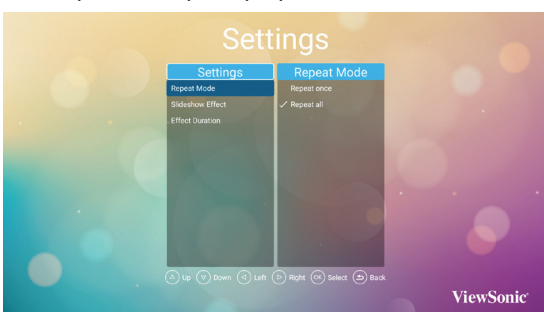 Settings
Settings
Repeat Mode
Slideshow Effect
Effect Duration
Repeat Mode
Repeat once
✓ Repeat all
Up Down Left Right OK Select Back
ViewSonic